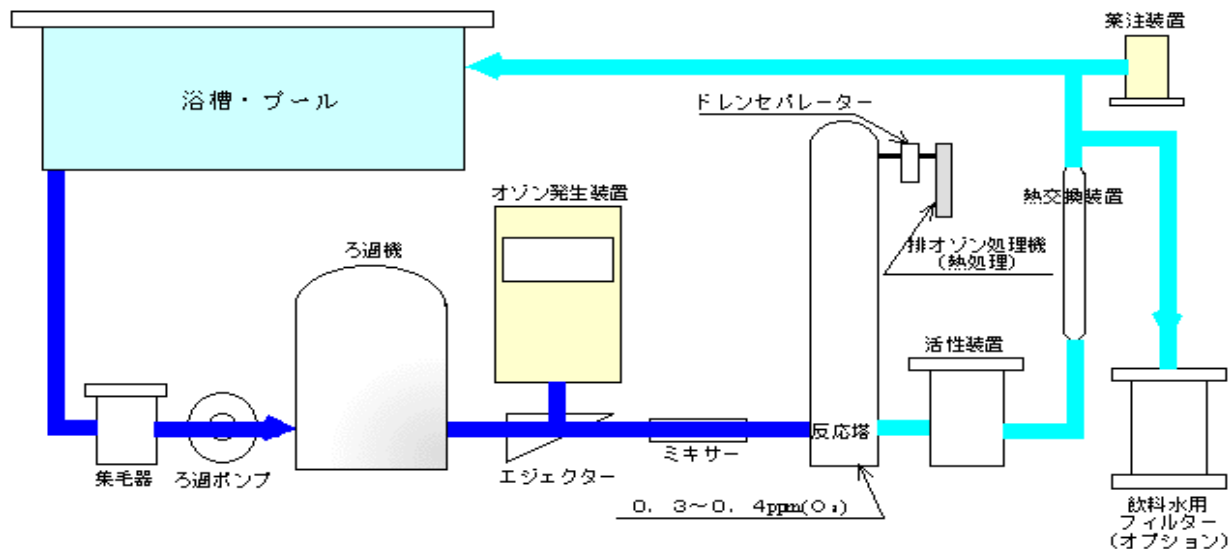 薬注装置
浴槽・プール
ドレンセパレーター
オゾン発生装置
熱交換装置
ろ過機
排オゾン処理機
(熱処理)
活性装置
反応塔
集毛器
ろ過ポンプ
エジェクター
ミキサー
0．3～0．4ppm(O₃)
飲料水用
フィルター
(オプション)